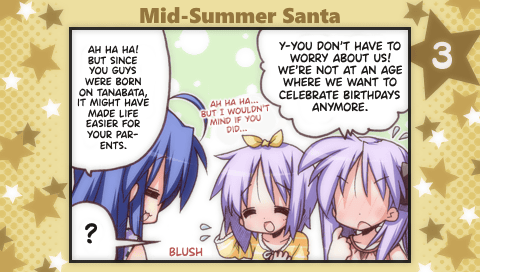 Mid-Summer Santa
3
AH HA HA!
BUT SINCE
YOU GUYS
WERE BORN
ON TANABATA,
IT MIGHT HAVE
MADE LIFE
EASIER FOR
YOUR PAR-
ENTS.
Y-YOU DON'T HAVE TO
WORRY ABOUT US!
WE'RE NOT AT AN AGE
WHERE WE WANT TO
CELEBRATE BIRTHDAYS
ANYMORE.
AH HA HA...
BUT I WOULDN'T
MIND IF YOU
DID...
?
BLUSH